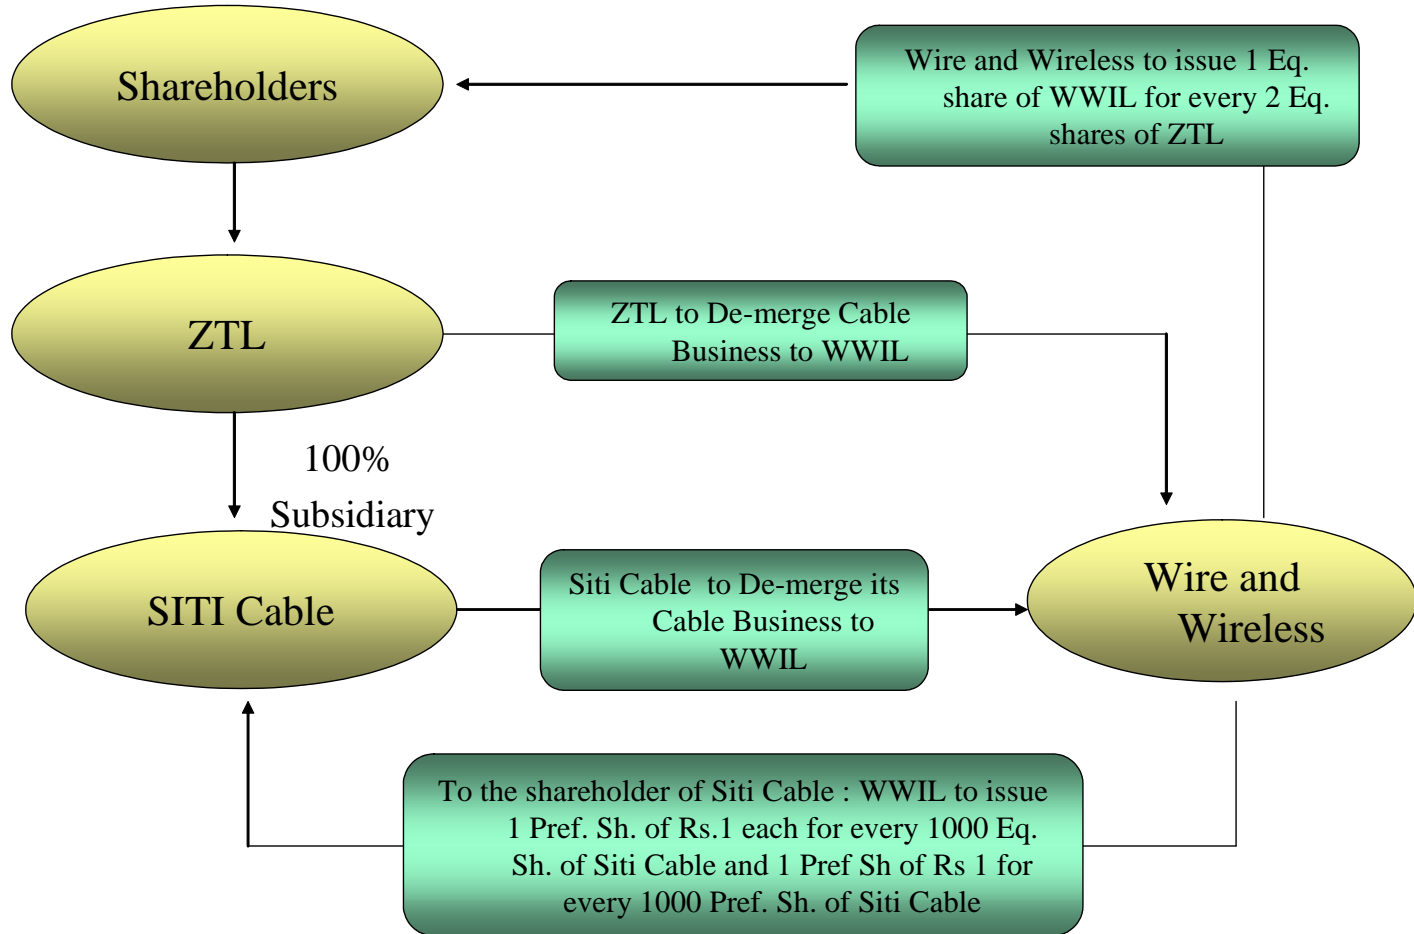 Shareholders
Wire and Wireless to issue 1 Eq.
share of WWIL for every 2 Eq.
shares of ZTL
ZTL
ZTL to De-merge Cable
Business to WWIL
100%
Subsidiary
SITI Cable
Siti Cable to De-merge its
Cable Business to
WWIL
Wire and
Wireless
To the shareholder of Siti Cable : WWIL to issue
1 Pref. Sh. of Rs.1 each for every 1000 Eq.
Sh. of Siti Cable and 1 Pref Sh of Rs 1 for
every 1000 Pref. Sh. of Siti Cable